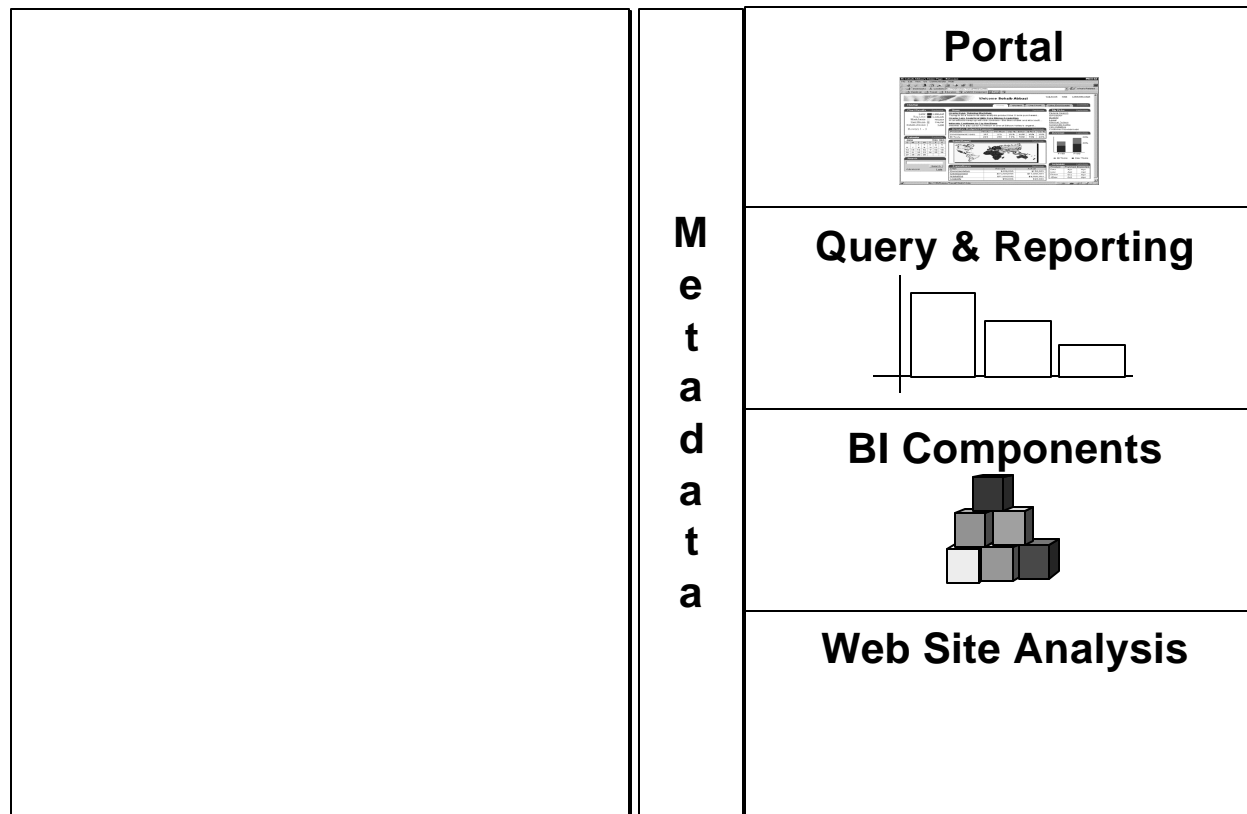 Portal
Query & Reporting
M
e
t
a
d
a
t
a
BI Components
Web Site Analysis